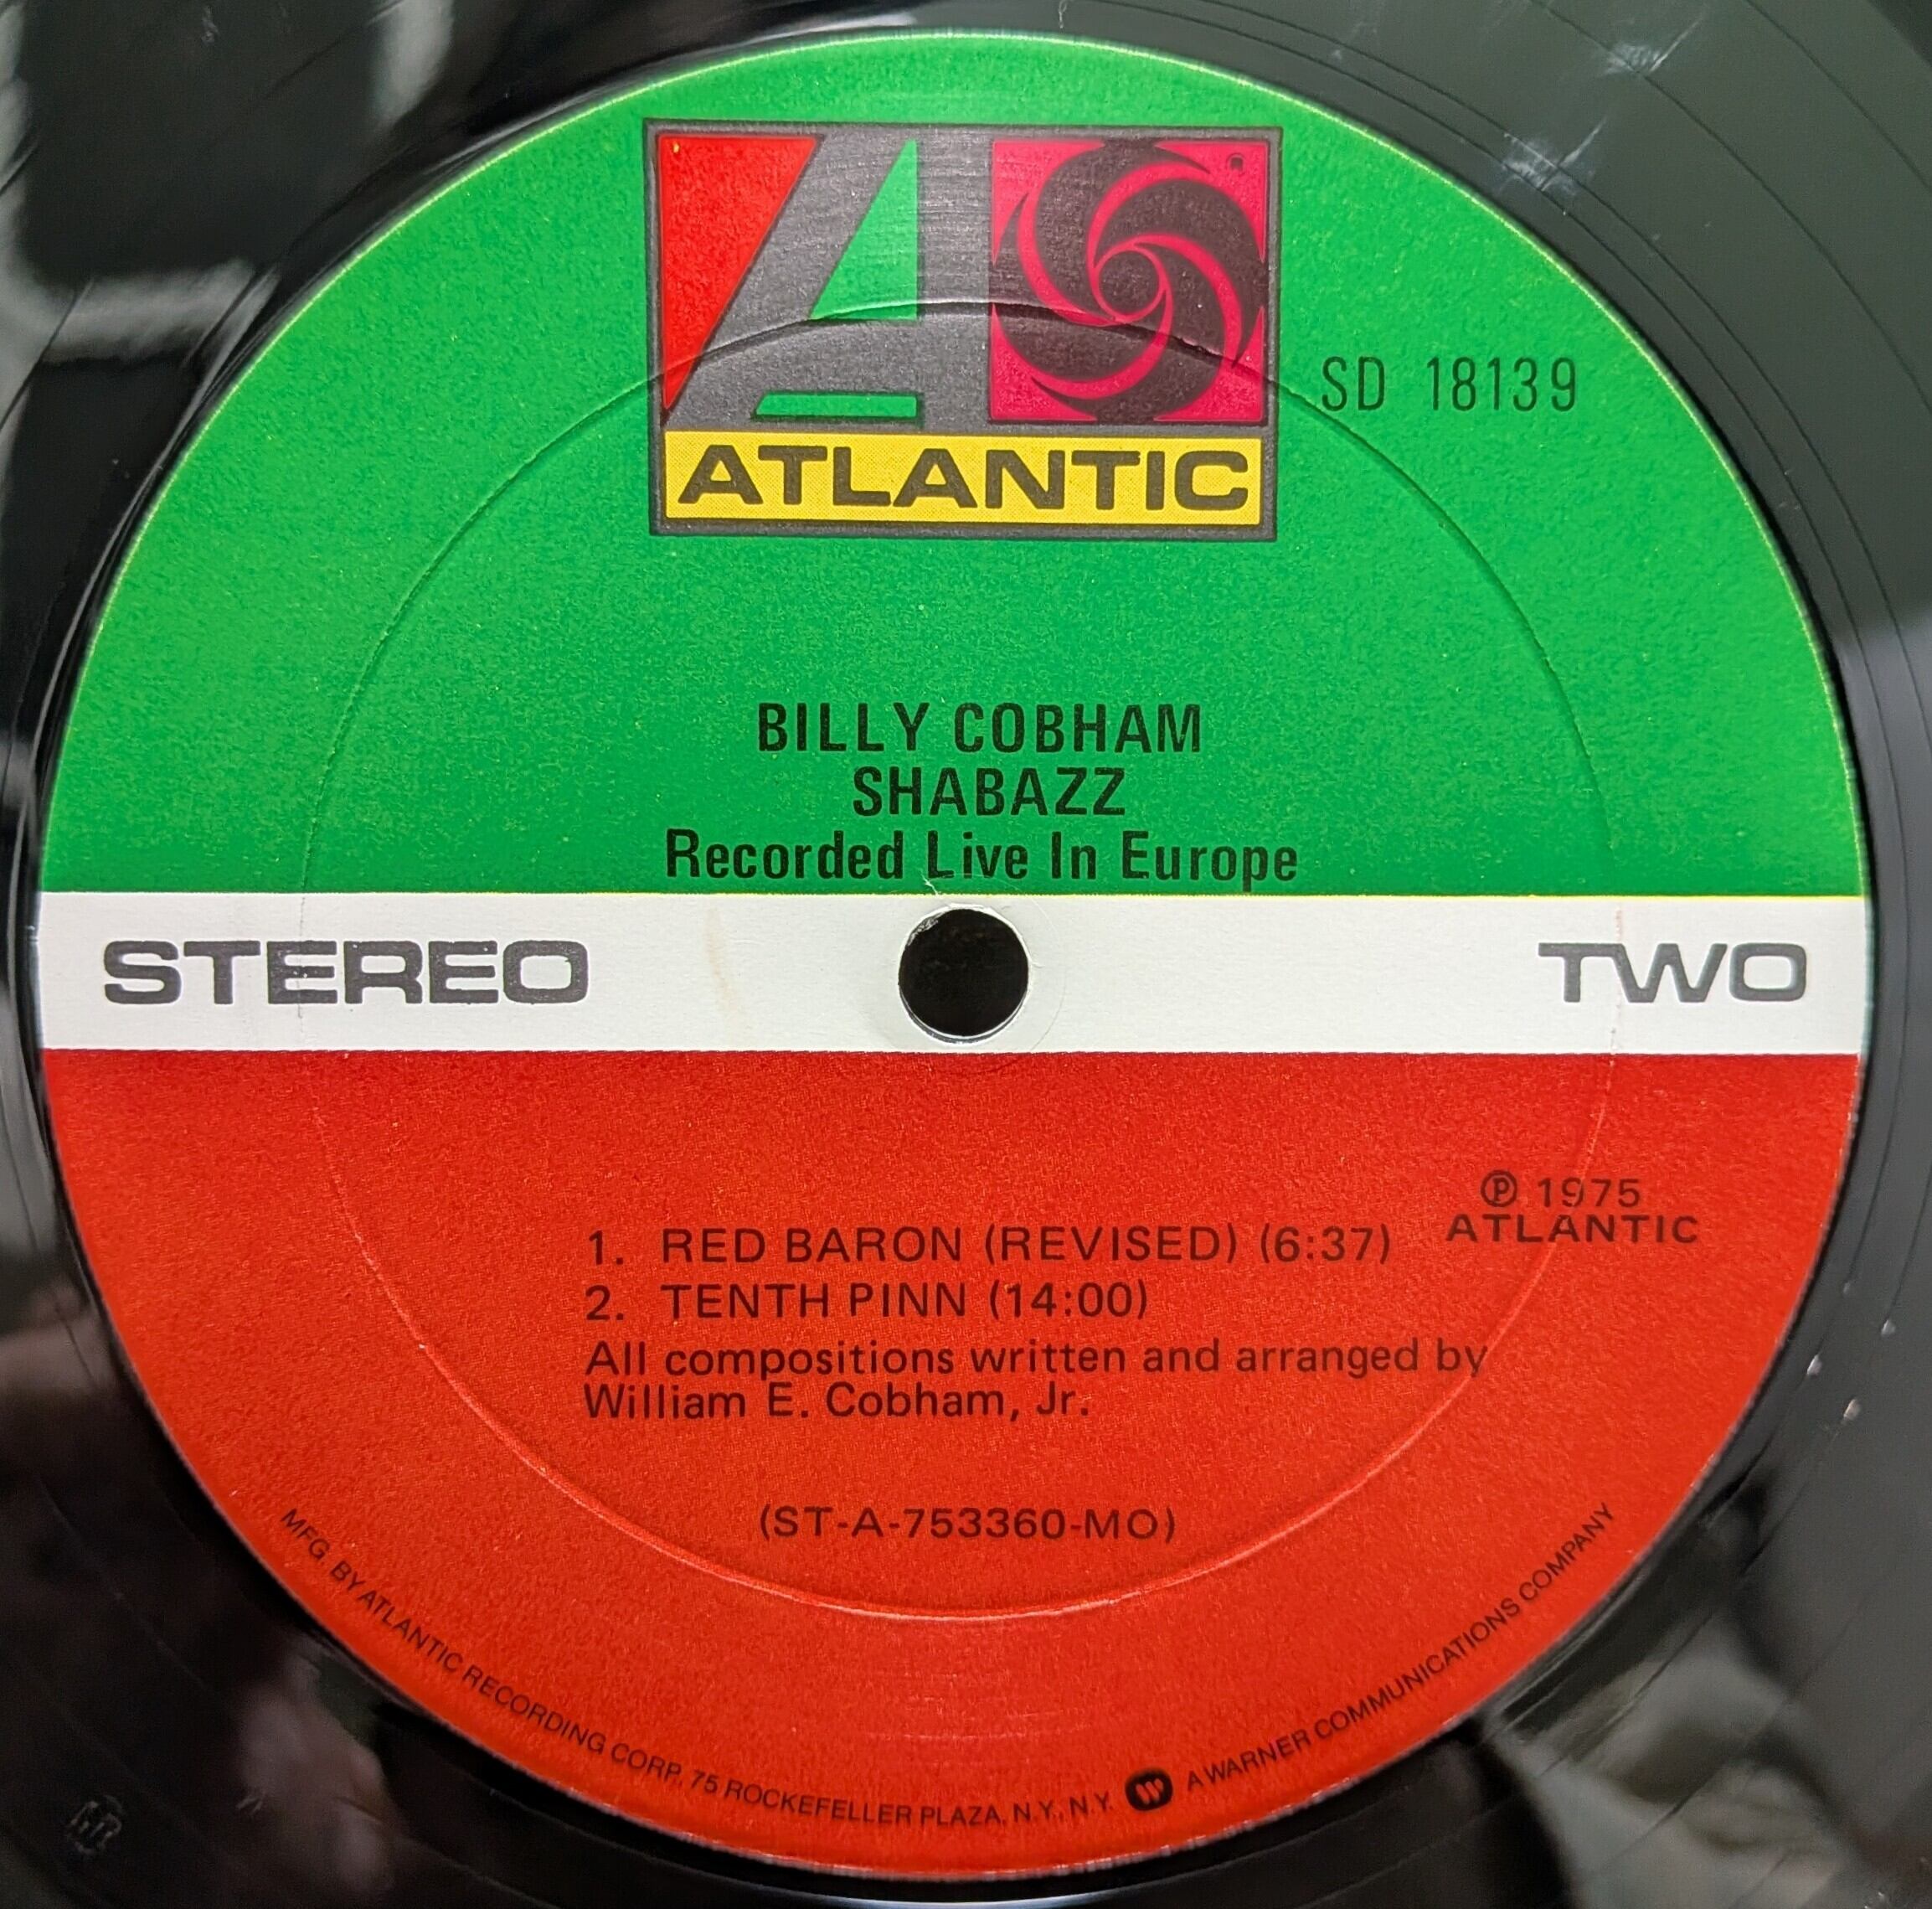 ATLANTIC
SD 18139
BILLY COBHAM
SHABAZZ
Recorded Live In Europe
STEREO
TWO
℗ 1975
ATLANTIC
1. RED BARON (REVISED) (6:37)
2. TENTH PINN (14:00)
All compositions written and arranged by
William E. Cobham, Jr.
(ST-A-753360-MO)
MFG. BY ATLANTIC RECORDING CORP. 75 ROCKEFELLER PLAZA, N.Y., N.Y. W A WARNER COMMUNICATIONS COMPANY